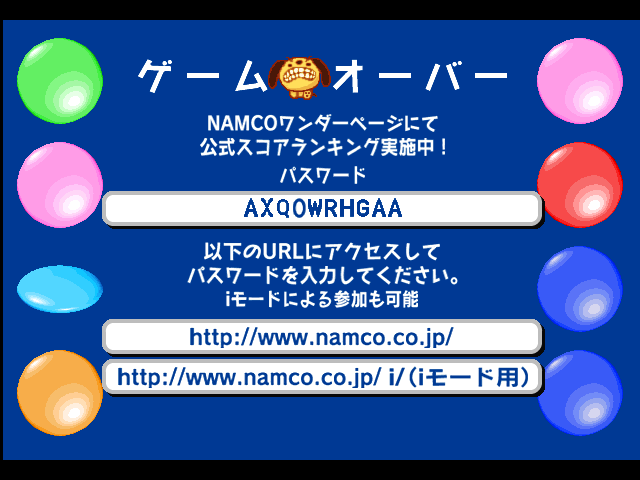 ゲームオーバー
NAMCOワンダーページにて
公式スコアランキング実施中！
パスワード
AXQ0WRHGAA
以下のURLにアクセスして
パスワードを入力してください。
iモードによる参加も可能
http://www.namco.co.jp/
http://www.namco.co.jp/ i/(iモード用)